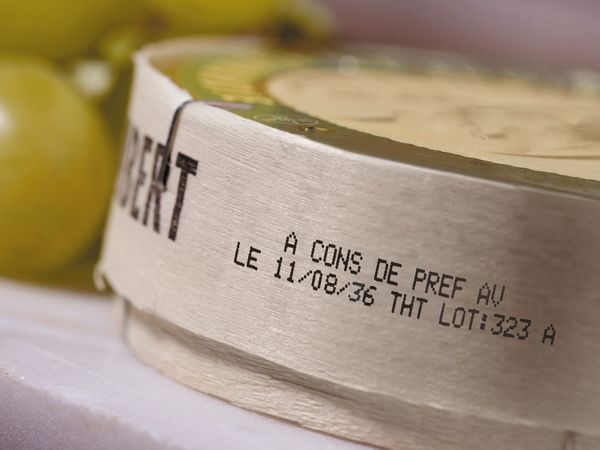 BERT
À CONS DE PREF AV
LE 11/08/36 THT LOT:323 A